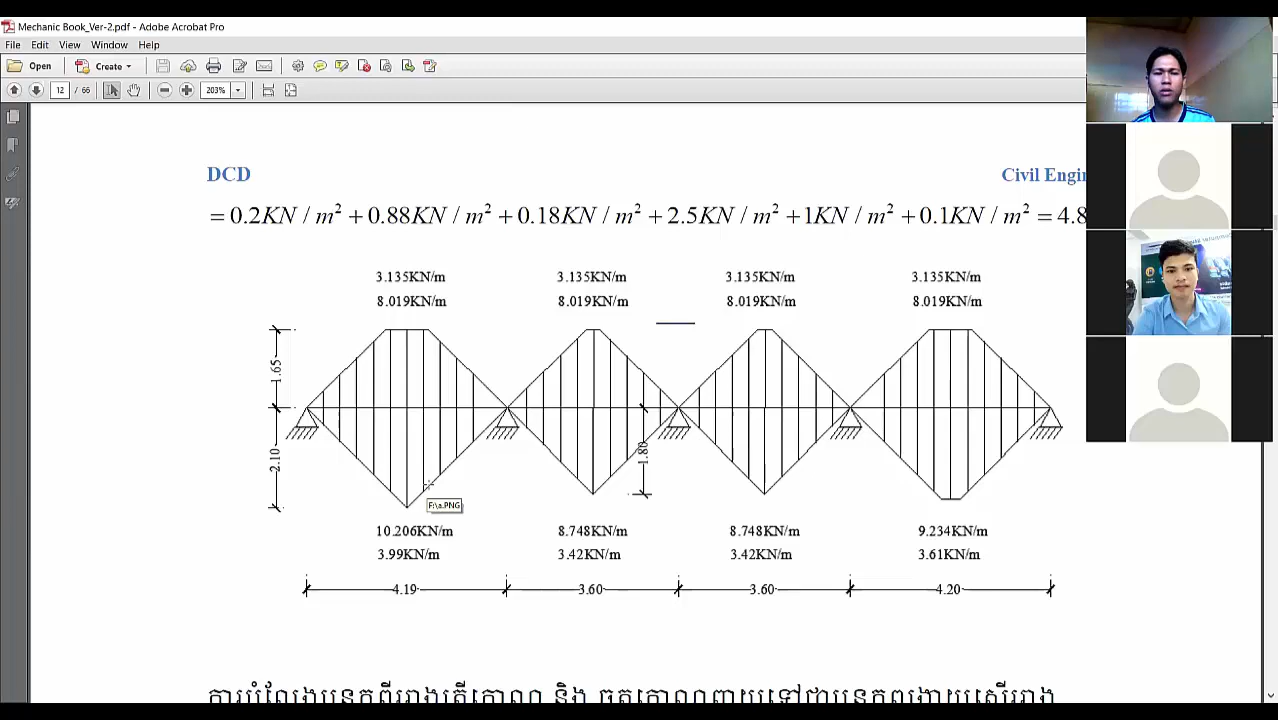 Mechanic Book_Ver-2.pdf - Adobe Acrobat Pro
File Edit View Window Help
Open Create
12 / 66 203%
DCD Civil Engin
= 0.2KN / m² + 0.88KN / m² + 0.18KN / m² + 2.5KN / m² + 1KN / m² + 0.1KN / m² = 4.8
3.135KN/m 3.135KN/m 3.135KN/m 3.135KN/m
8.019KN/m 8.019KN/m 8.019KN/m 8.019KN/m
1.65
2.10
1.80
F:\a.PNG
10.206KN/m 8.748KN/m 8.748KN/m 9.234KN/m
3.99KN/m 3.42KN/m 3.42KN/m 3.61KN/m
4.19 3.60 3.60 4.20